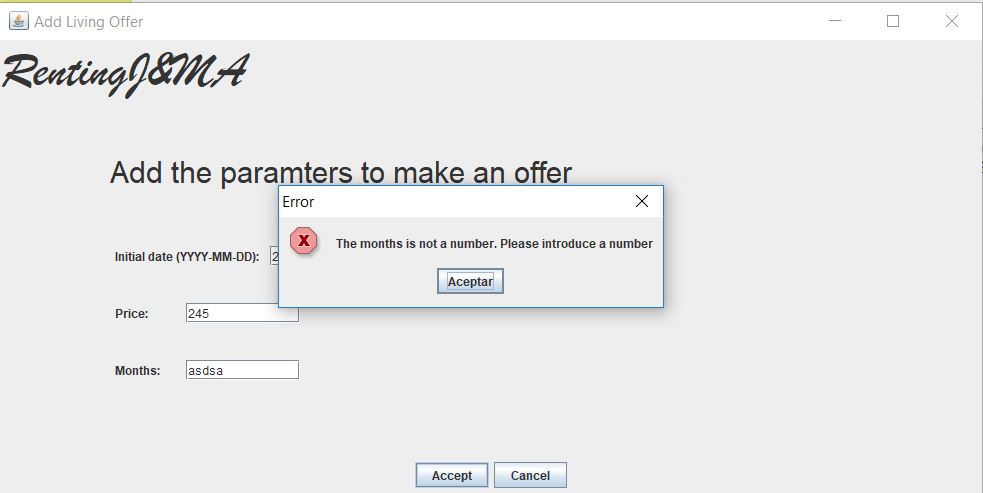 Add Living Offer
RentingJ&MA
Add the paramters to make an offer
Error
The months is not a number. Please introduce a number
Aceptar
Initial date (YYYY-MM-DD): 2
Price: 245
Months: asdsa
Accept Cancel